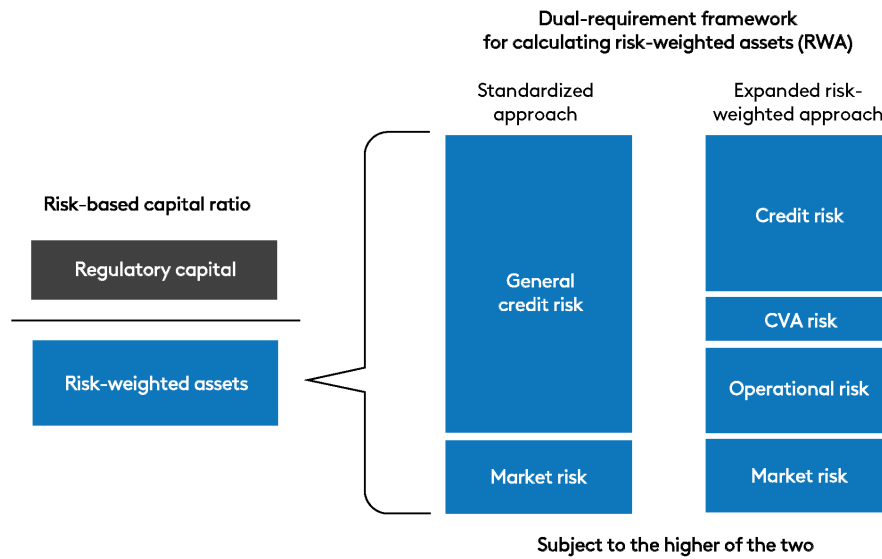 Dual-requirement framework
for calculating risk-weighted assets (RWA)
Standardized
approach
Expanded risk-
weighted approach
Risk-based capital ratio
Regulatory capital
Risk-weighted assets
General
credit risk
Market risk
Credit risk
CVA risk
Operational risk
Market risk
Subject to the higher of the two